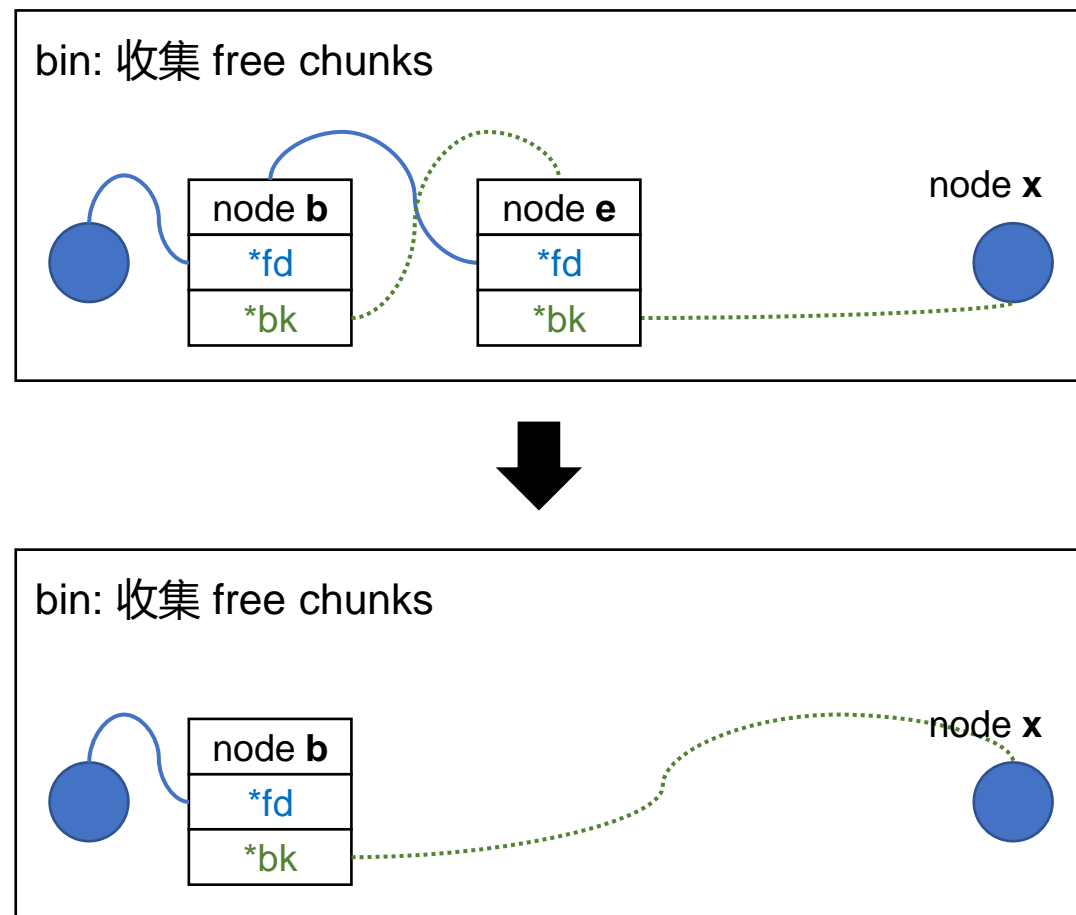 bin: 收集 free chunks
node x
node b
node e
*fd
*fd
*bk
*bk
bin: 收集 free chunks
node x
node b
*fd
*bk